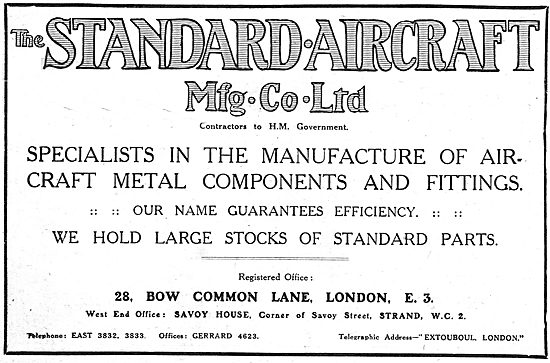 The STANDARD·AIRCRAFT
Mfg·Co·Ltd
Contractors to H.M. Government.
SPECIALISTS IN THE MANUFACTURE OF AIR-
CRAFT METAL COMPONENTS AND FITTINGS.
:: :: OUR NAME GUARANTEES EFFICIENCY. :: ::
WE HOLD LARGE STOCKS OF STANDARD PARTS.
Registered Office:
28, BOW COMMON LANE, LONDON, E. 3.
West End Office: SAVOY HOUSE, Corner of Savoy Street, STRAND, W.C. 2.
Telephone: EAST 3832, 3833. Offices: GERRARD 4623. Telegraphic Address—"EXTOUBOUL, LONDON."